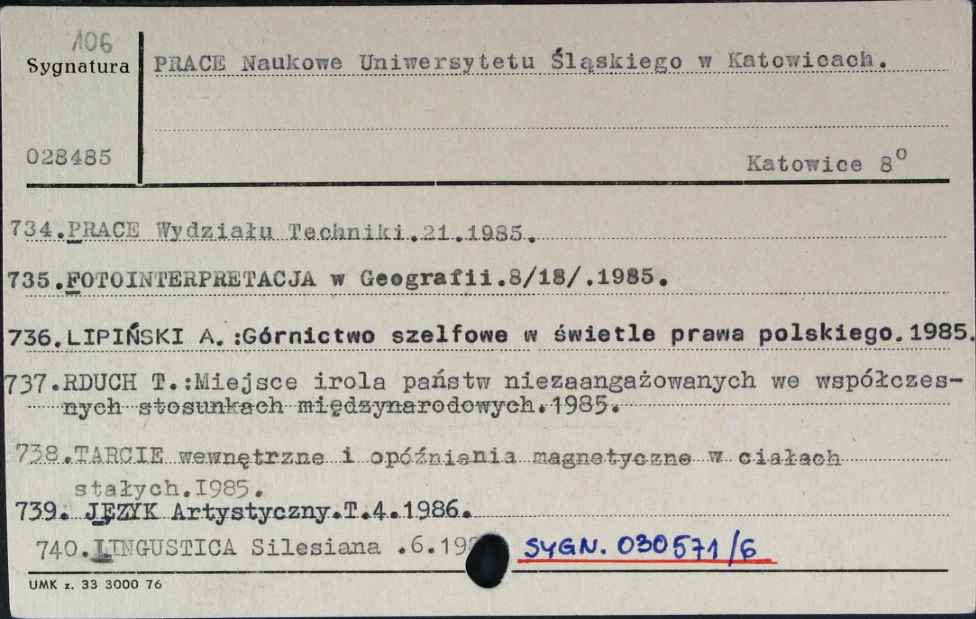 106
Sygnatura
PRACE Naukowe Uniwersytetu Śląskiego w Katowicach.
028485
Katowice 8⁰
734.PRACE Wydziału Techniki.21.1985.
735.FOTOINTERPRETACJA w Geografii.8/18/.1985.
736.LIPIŃSKI A.:Górnictwo szelfowe w świetle prawa polskiego.1985.
737.RDUCH T.:Miejsce irola państw niezaangażowanych we współczes-
nych stosunkach międzynarodowych.1985.
738.TARCIE wewnętrzne i opóźnienia magnetyczne w ciałach
stałych.I985.
739. JĘZYK Artystyczny.T.4.1986.
740.LINGUSTICA Silesiana .6.
SYGN. 030571/6
UMK z. 33 3000 76